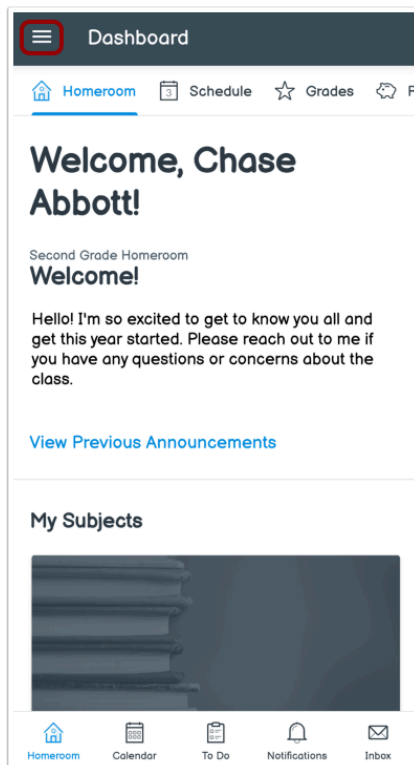 Dashboard
Homeroom 3 Schedule Grades
Welcome, Chase
Abbott!
Second Grade Homeroom
Welcome!
Hello! I'm so excited to get to know you all and
get this year started. Please reach out to me if
you have any questions or concerns about the
class.
View Previous Announcements
My Subjects
Homeroom Calendar To Do Notifications Inbox